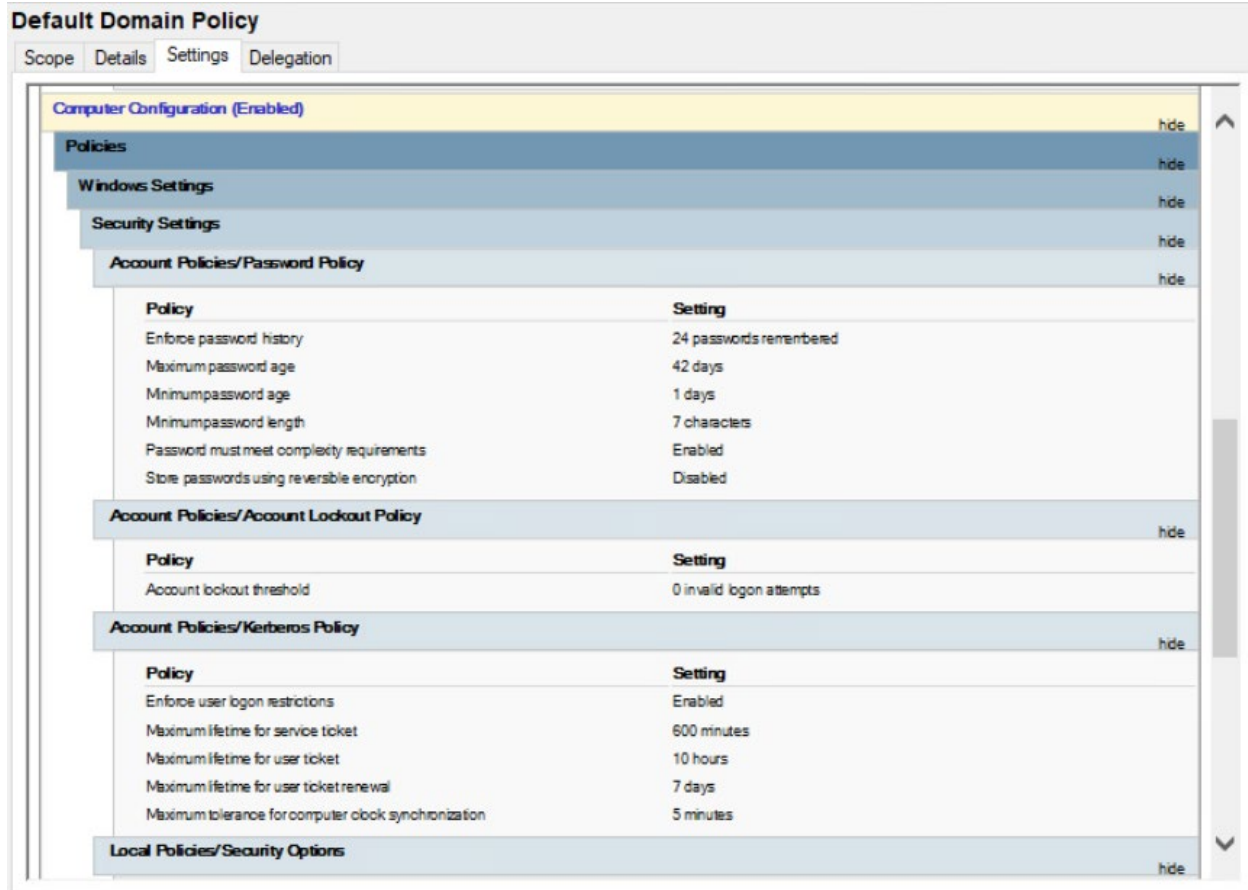 Default Domain Policy
Scope Details Settings Delegation
Computer Configuration (Enabled)
hide
Policies
hide
Windows Settings
hide
Security Settings
hide
Account Policies/Password Policy
hide
Policy Setting
Enforce password history 24 passwords remembered
Maximum password age 42 days
Minimum password age 1 days
Minimum password length 7 characters
Password must meet complexity requirements Enabled
Store passwords using reversible encryption Disabled
Account Policies/Account Lockout Policy
hide
Policy Setting
Account lockout threshold 0 invalid logon attempts
Account Policies/Kerberos Policy
hide
Policy Setting
Enforce user logon restrictions Enabled
Maximum lifetime for service ticket 600 minutes
Maximum lifetime for user ticket 10 hours
Maximum lifetime for user ticket renewal 7 days
Maximum tolerance for computer clock synchronization 5 minutes
Local Policies/Security Options
hide